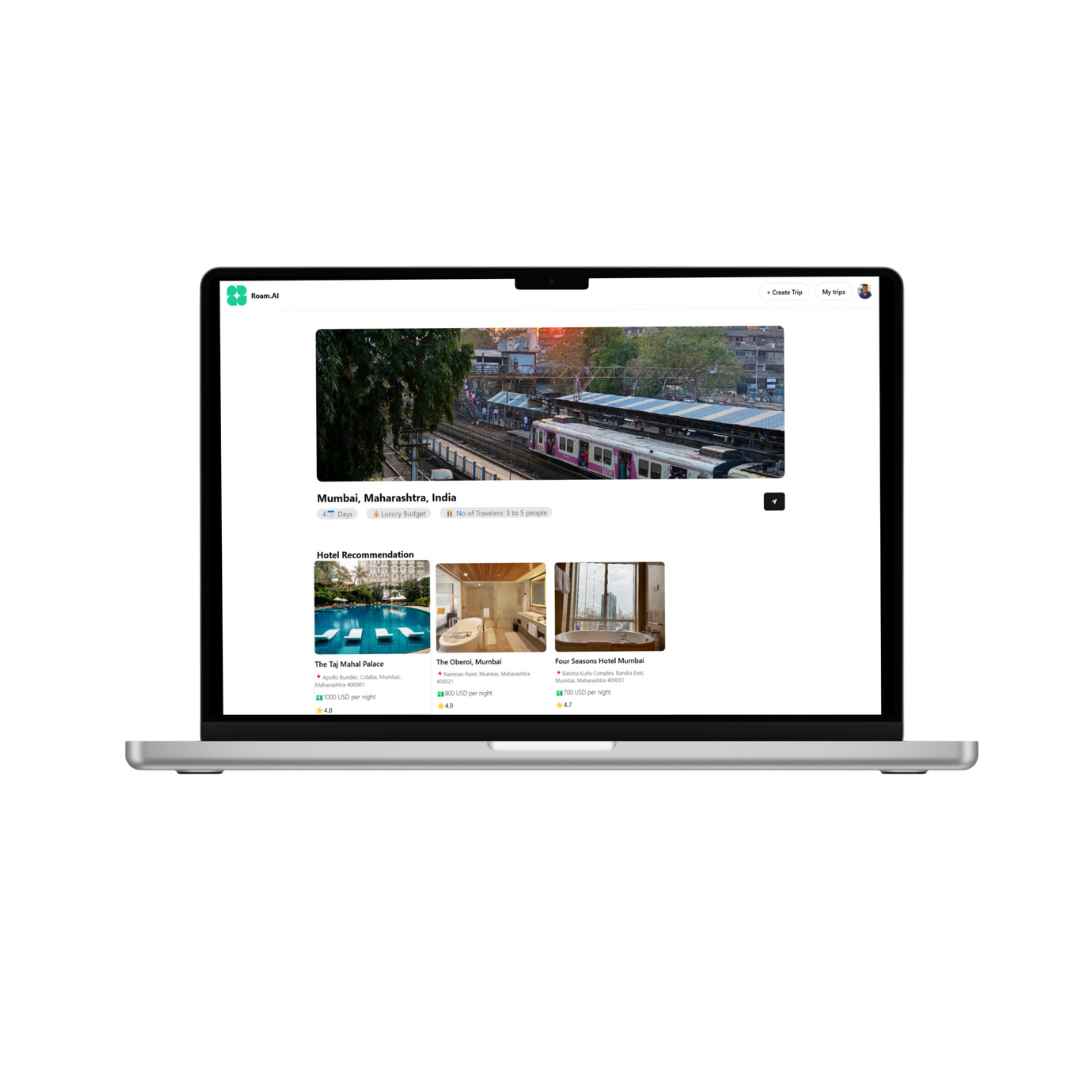 Roam.AI
+ Create Trip
My trips
Mumbai, Maharashtra, India
4 Days
Luxury Budget
No of Travelers: 3 to 5 people
Hotel Recommendation
The Taj Mahal Palace
Apollo Bunder, Colaba, Mumbai,
Maharashtra 400001
1000 USD per night
4.8
The Oberoi, Mumbai
Nariman Point, Mumbai, Maharashtra
400021
800 USD per night
4.9
Four Seasons Hotel Mumbai
Bandra Kurla Complex, Bandra East,
Mumbai, Maharashtra 400051
700 USD per night
4.7